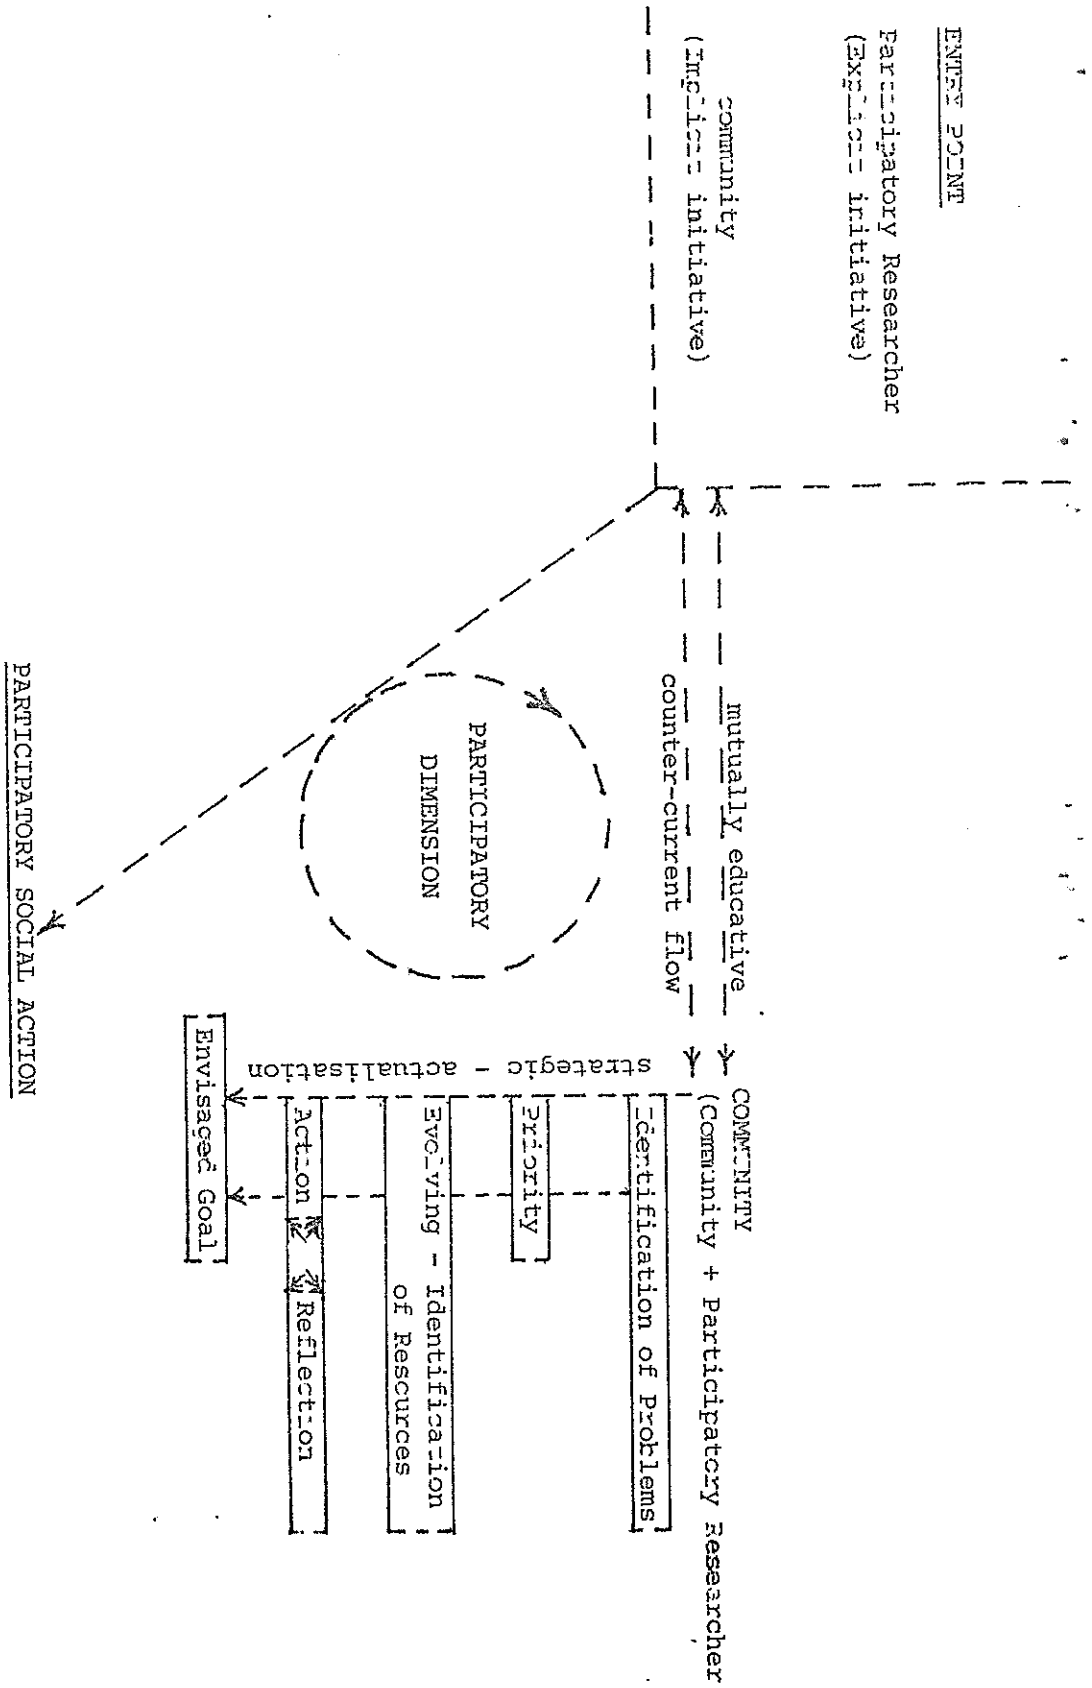 ENTRY POINT
Participatory Researcher
(Explicit initiative)
community
(Implicit initiative)
mutually educative
counter-current flow
COMMUNITY
(Community + Participatory Researcher
strategic - actualisation
Identification of Problems
Priority
Evolving - Identification
of Resources
Action
Reflection
Envisaged Goal
PARTICIPATORY
DIMENSION
PARTICIPATORY SOCIAL ACTION